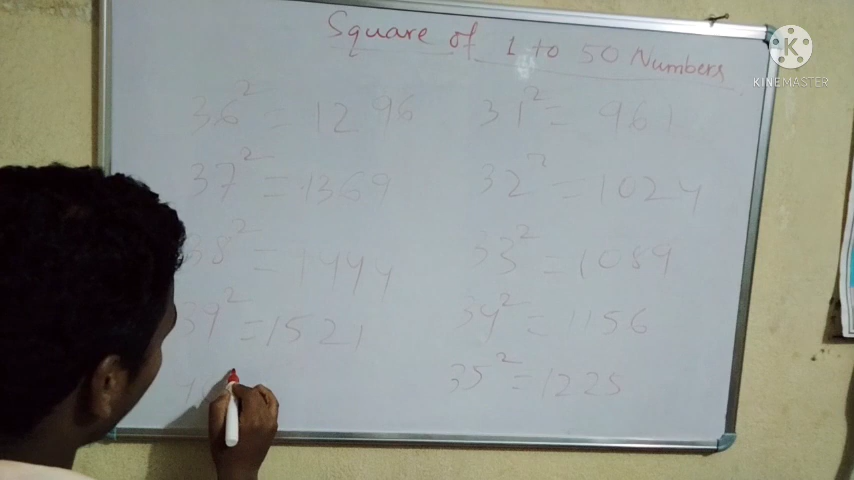 Square of 1 to 50 Numbers
K
KINEMASTER
36² = 1296
31² = 961
37² = 1369
32² = 1024
38² = 1444
33² = 1089
39² = 1521
34² = 1156
35² = 1225